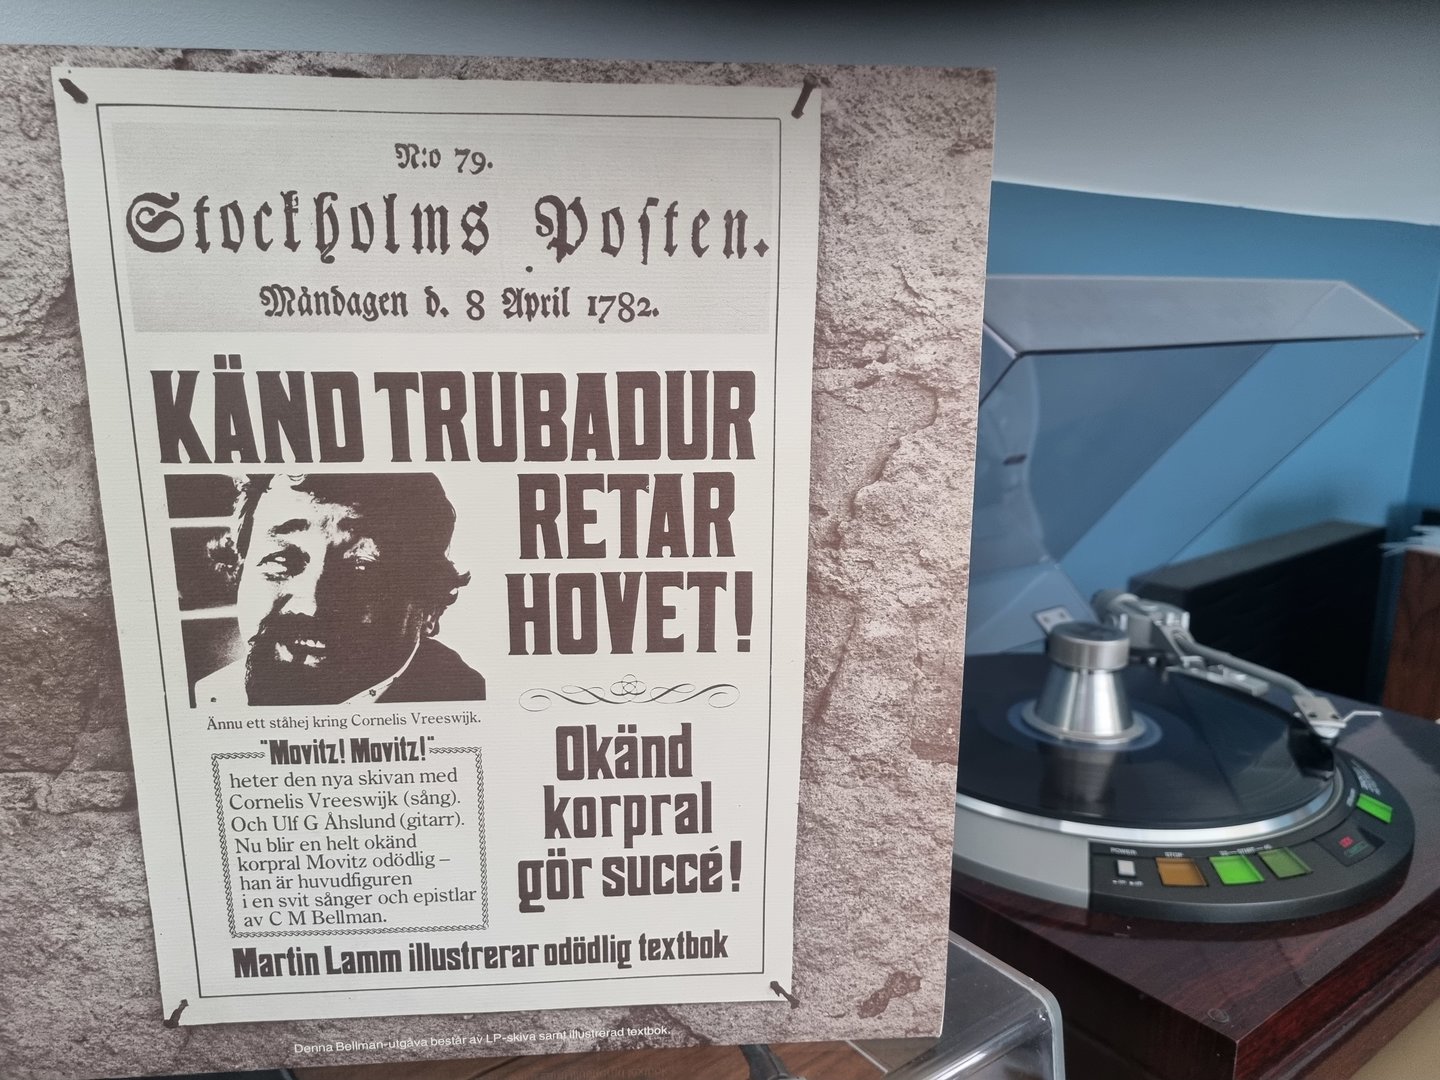 N:o 79.
Stockholms Posten.
Måndagen d. 8 April 1782.
KÄND TRUBADUR
RETAR
HOVET!
Ännu ett ståhej kring Cornelis Vreeswijk.
"Movitz! Movitz!"
heter den nya skivan med
Cornelis Vreeswijk (sång).
Och Ulf G Åhslund (gitarr).
Nu blir en helt okänd
korpral Movitz odödlig –
han är huvudfiguren
i en svit sånger och epistlar
av C M Bellman.
Okänd
korpral
gör succé!
Martin Lamm illustrerar odödlig textbok
Denna Bellman-utgåva består av LP-skiva samt illustrerad textbok.
POWER
STOP
START